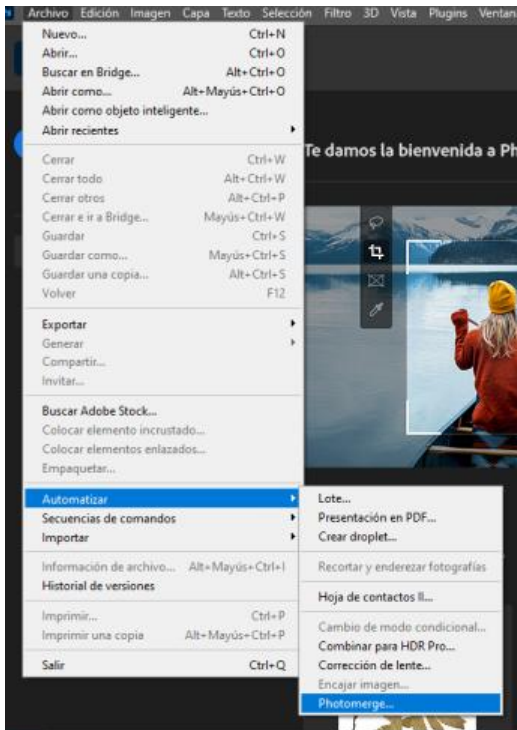 Archivo Edición Imagen Capa Texto Selección Filtro 3D Vista Plugins Ventan
Nuevo... Ctrl+N
Abrir... Ctrl+O
Buscar en Bridge... Alt+Ctrl+O
Abrir como... Alt+Mayús+Ctrl+O
Abrir como objeto inteligente...
Abrir recientes
Te damos la bienvenida a Ph
Cerrar Ctrl+W
Cerrar todo Alt+Ctrl+W
Cerrar otros Alt+Ctrl+P
Cerrar e ir a Bridge... Mayús+Ctrl+W
Guardar Ctrl+S
Guardar como... Mayús+Ctrl+S
Guardar una copia... Alt+Ctrl+S
Volver F12
Exportar
Generar
Compartir...
Invitar...
Buscar Adobe Stock...
Colocar elemento incrustado...
Colocar elementos enlazados...
Empaquetar...
Automatizar
Secuencias de comandos
Importar
Información de archivo... Alt+Mayús+Ctrl+I
Historial de versiones
Imprimir... Ctrl+P
Imprimir una copia Alt+Mayús+Ctrl+P
Salir Ctrl+Q
Lote...
Presentación en PDF...
Crear droplet...
Recortar y enderezar fotografías
Hoja de contactos II...
Cambio de modo condicional...
Combinar para HDR Pro...
Corrección de lente...
Encajar imagen...
Photomerge...